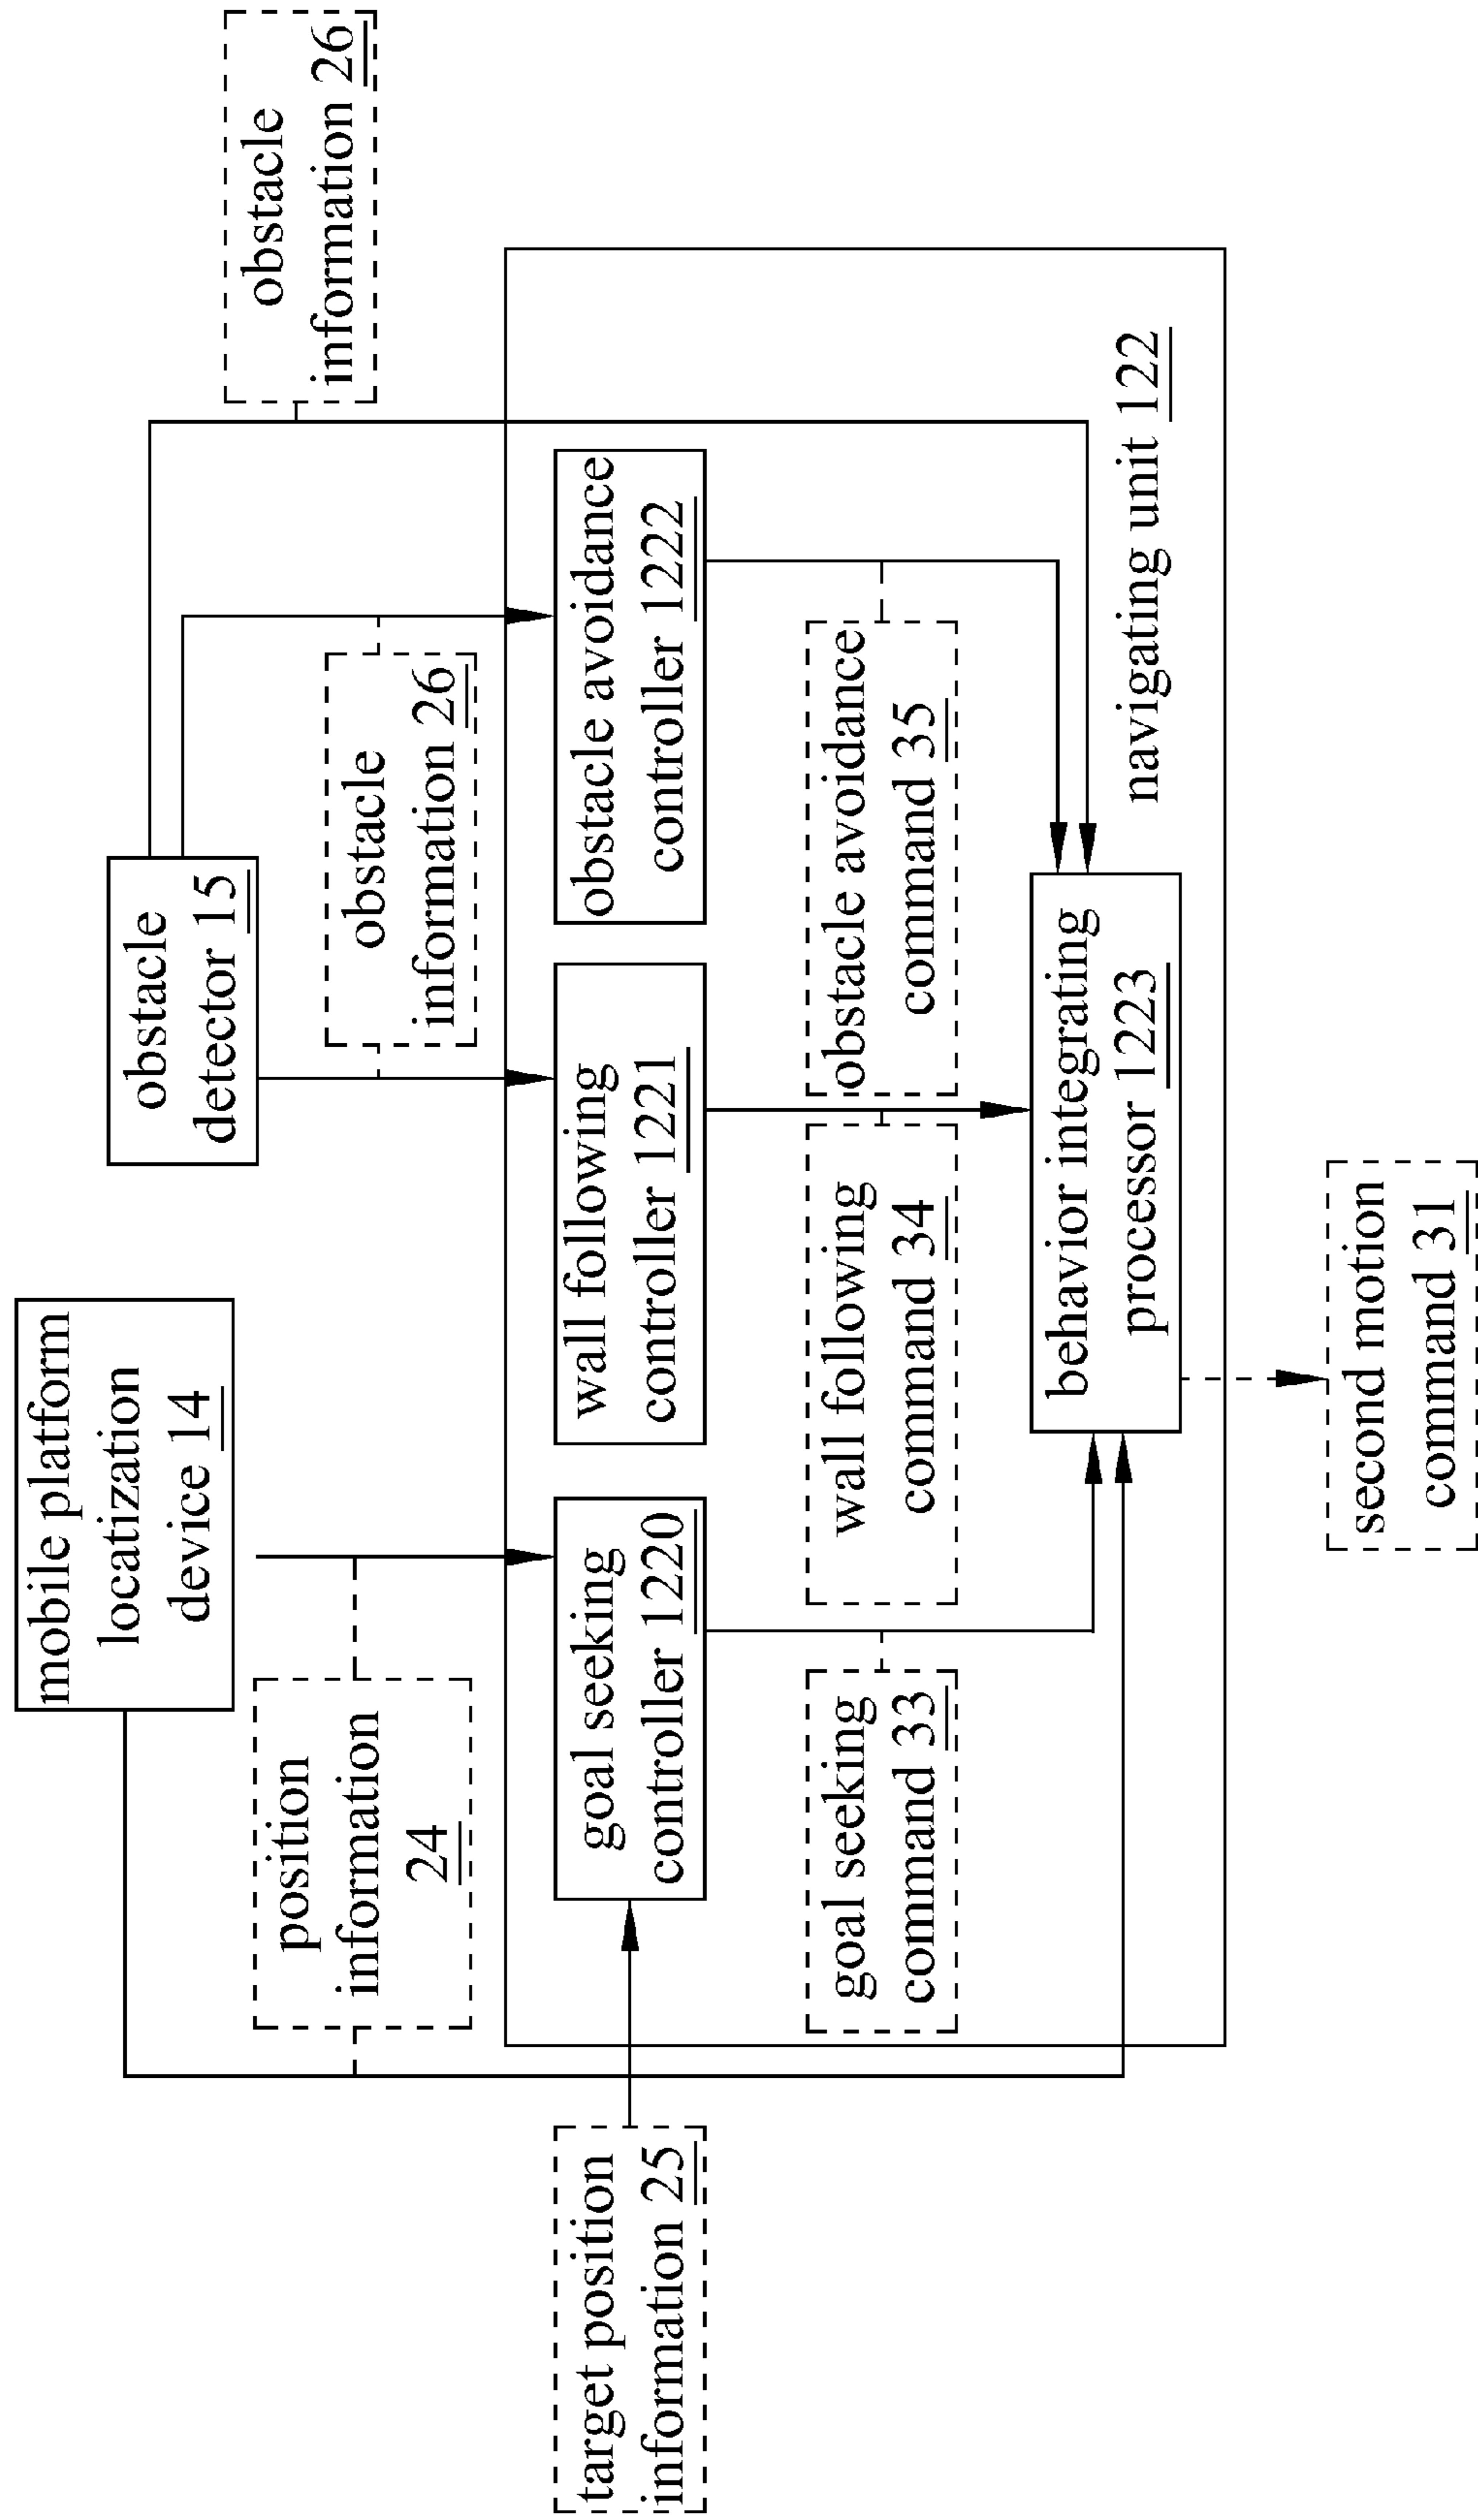 mobile platform
locatization
device 14
obstacle
detector 15
obstacle
information 26
position
information
24
obstacle
information 26
target position
information 25
goal seeking
controller 1220
wall following
controller 1221
obstacle avoidance
controller 1222
goal seeking
command 33
wall following
command 34
obstacle avoidance
command 35
behavior integrating
processor 1223
navigating unit 122
second motion
command 31